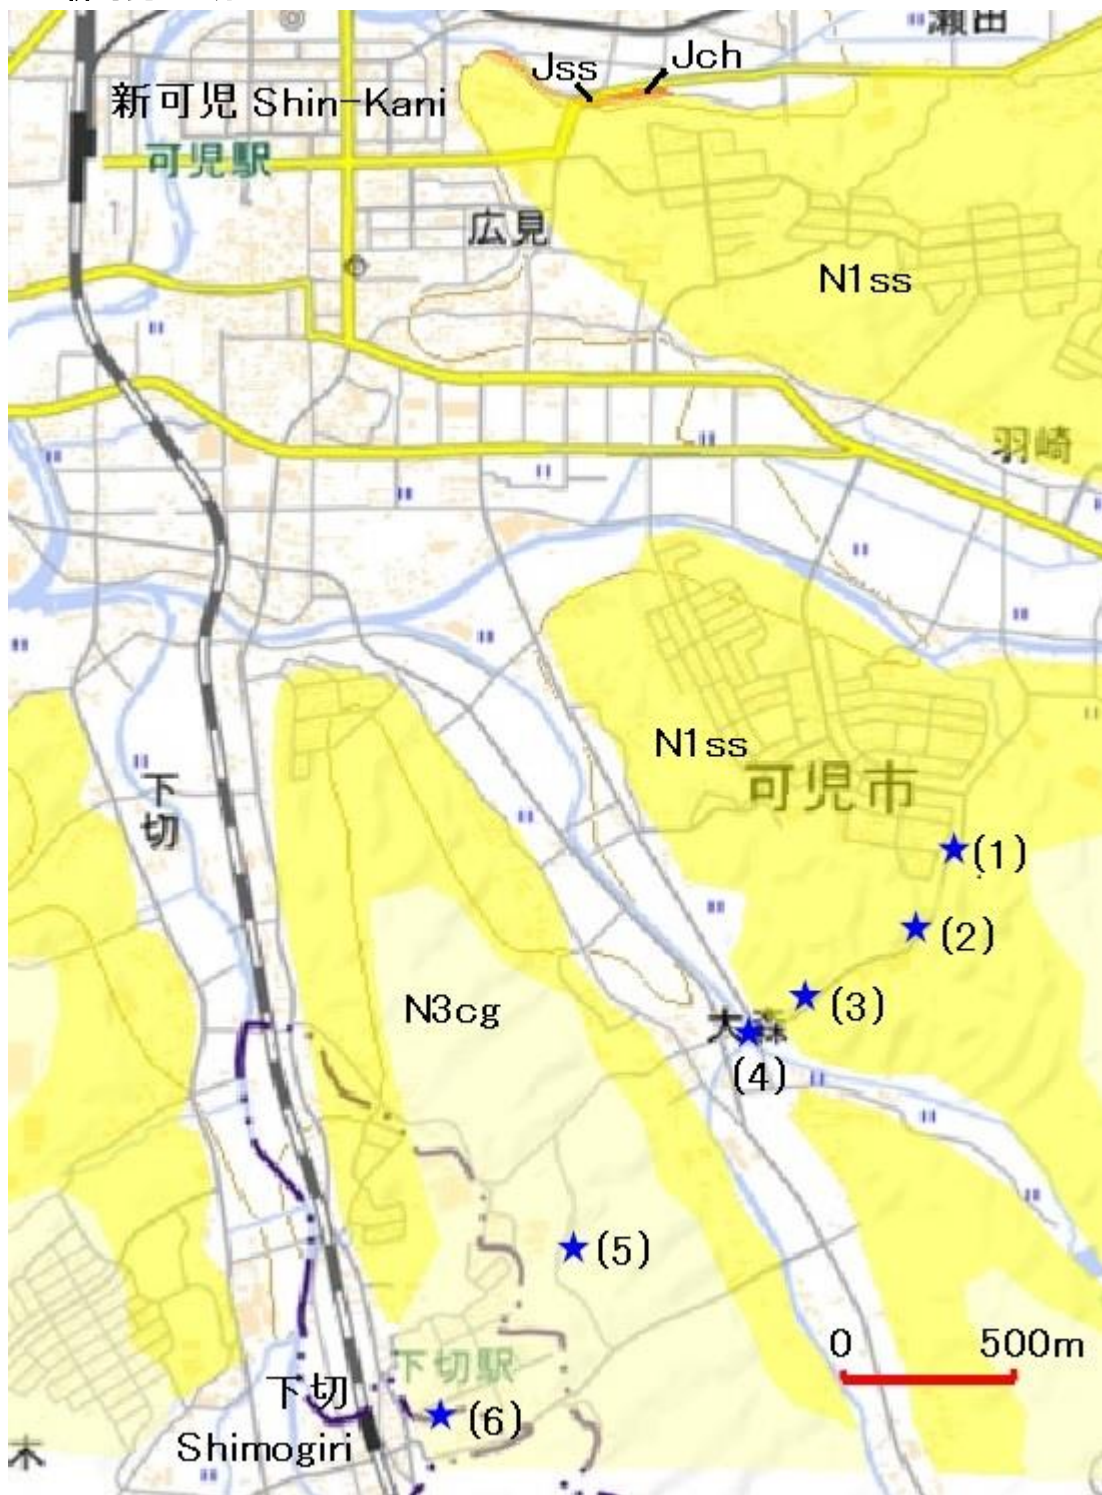 瀬田
Jss
Jch
新可児 Shin-Kani
可児駅
広見
N1ss
羽崎
N1ss
可児市
下切
(1)
(2)
N3cg
(3)
大森
(4)
(5)
0 500m
下切駅
下切
(6)
Shimogiri
木